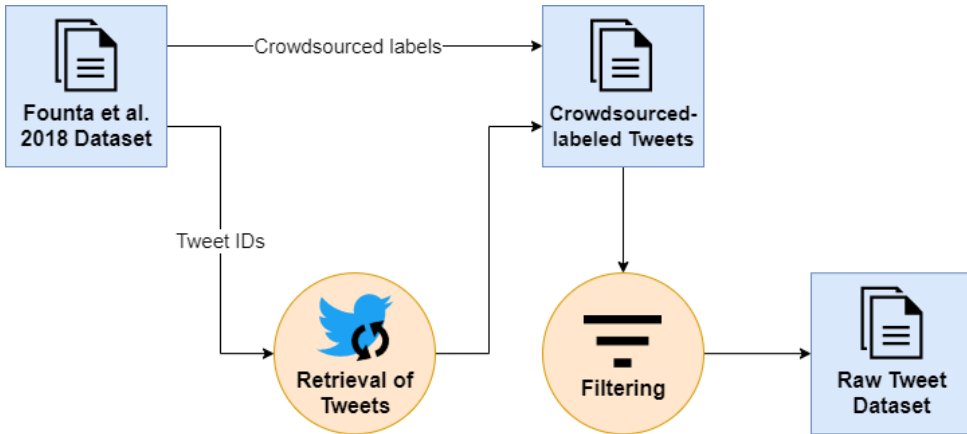 Crowdsourced labels
Founta et al.
2018 Dataset
Crowdsourced-
labeled Tweets
Tweet IDs
Retrieval of
Tweets
Filtering
Raw Tweet
Dataset